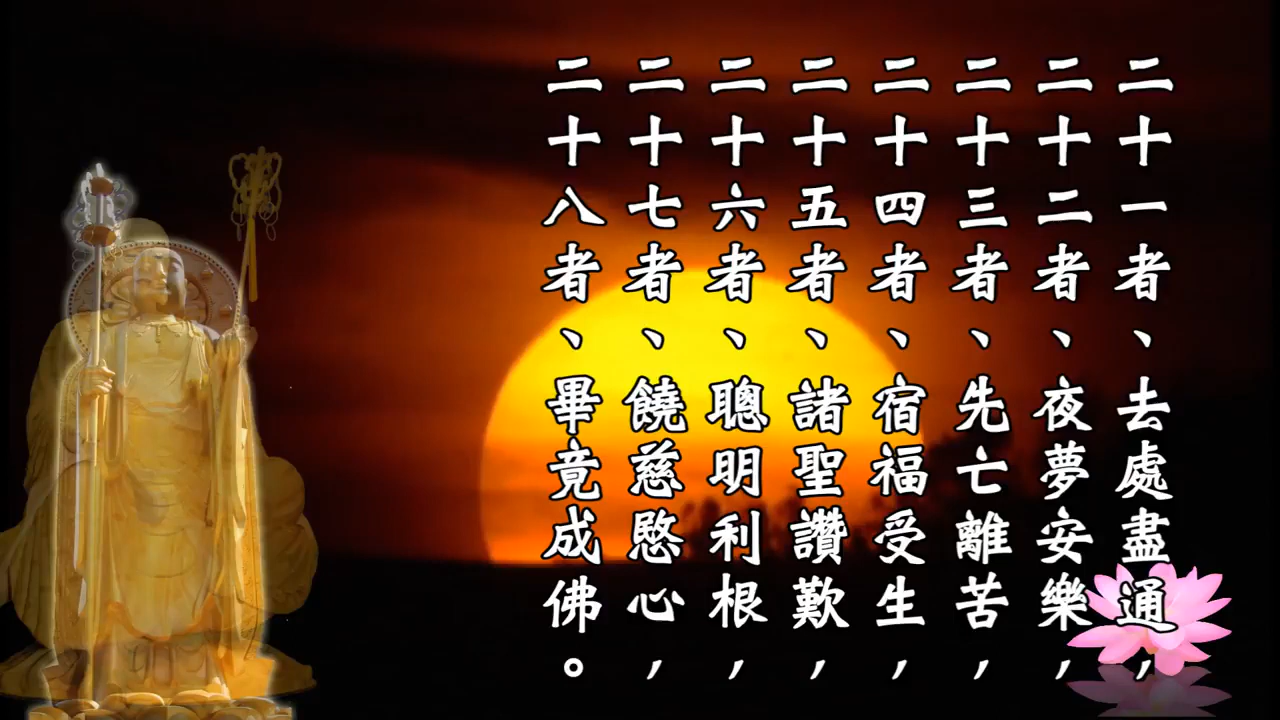 二十一者、去處盡通，
二十二者、夜夢安樂，
二十三者、先亡離苦，
二十四者、宿福受生，
二十五者、諸聖讚歎，
二十六者、聰明利根，
二十七者、饒慈愍心，
二十八者、畢竟成佛。